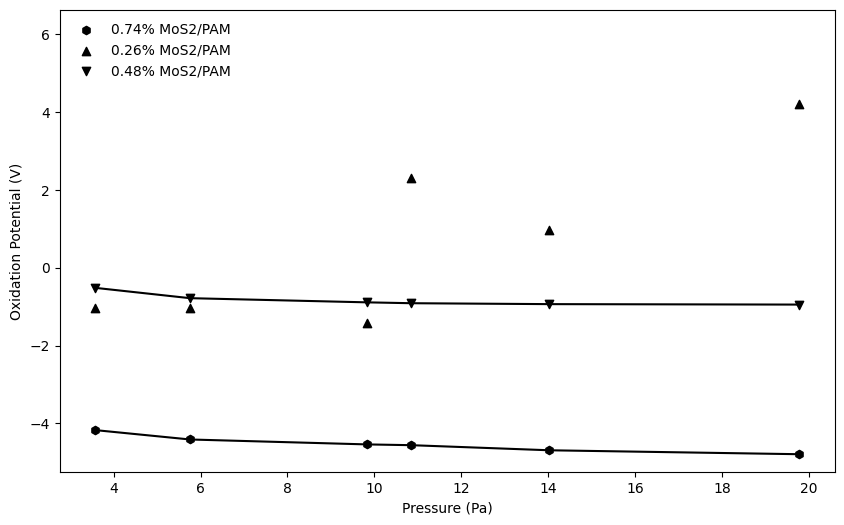 0.74% MoS2/PAM
0.26% MoS2/PAM
0.48% MoS2/PAM
6
4
2
0
−2
−4
Oxidation Potential (V)
4 6 8 10 12 14 16 18 20
Pressure (Pa)